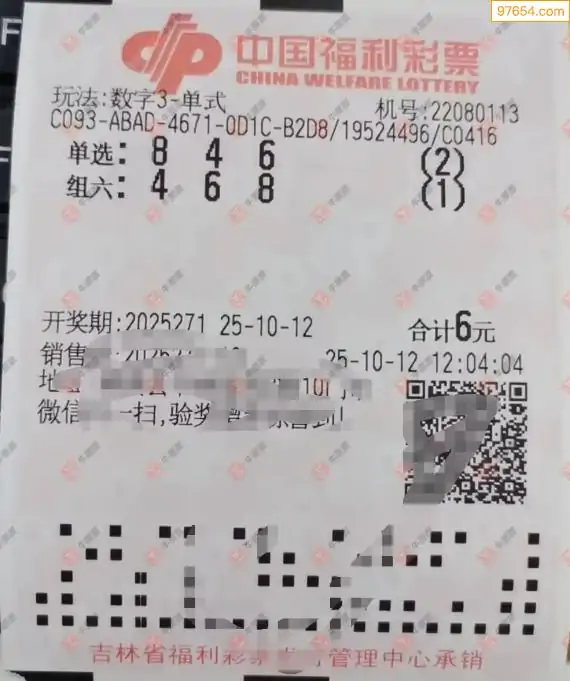 97654.com
中国福利彩票
CHINA WELFARE LOTTERY
玩法:数字3-单式
机号:22080113
C093-ABAD-4671-0D1C-B2D8/19524496/C0416
单选: 8 4 6 (2)
组六: 4 6 8 (1)
开奖期:2025271 25-10-12
合计6元
销售 25-10-12 12:04:04
微信 一扫,验奖
吉林省福利彩票 管理中心承销